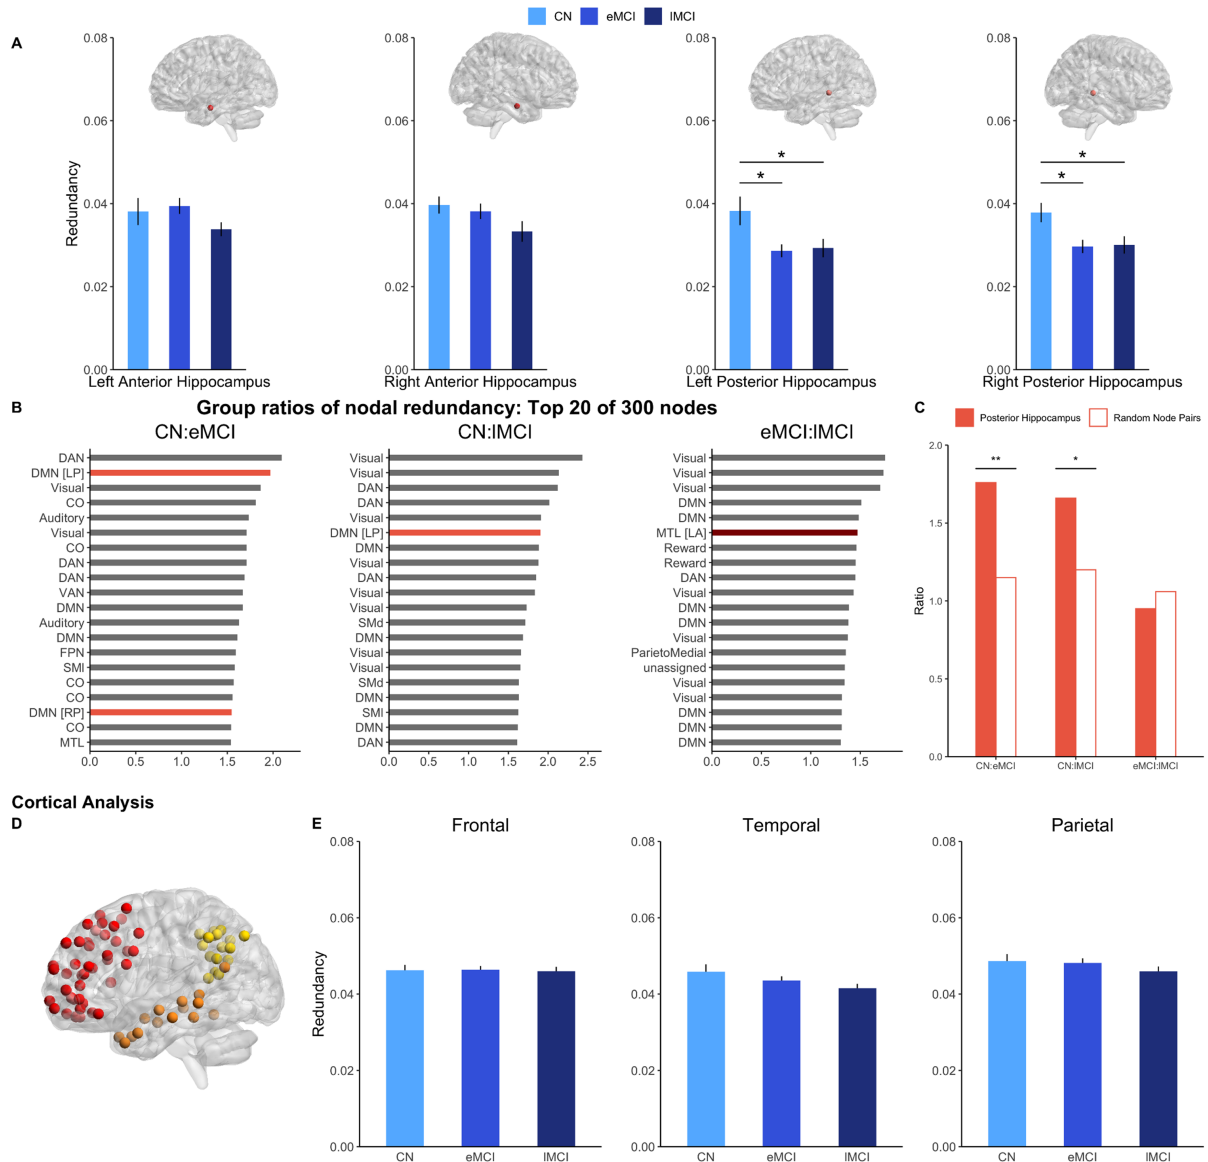 CN eMCI lMCI
A
0.08 0.08 0.08 0.08
0.06 0.06 0.06 0.06
* *
* *
Redundancy
0.04 0.04 0.04 0.04
0.02 0.02 0.02 0.02
0.00 0.00 0.00 0.00
Left Anterior Hippocampus Right Anterior Hippocampus Left Posterior Hippocampus Right Posterior Hippocampus
B Group ratios of nodal redundancy: Top 20 of 300 nodes
CN:eMCI
DAN
DMN [LP]
Visual
CO
Auditory
Visual
CO
DAN
DAN
VAN
DMN
Auditory
DMN
FPN
SMl
CO
CO
DMN [RP]
CO
MTL
0.0 0.5 1.0 1.5 2.0
CN:lMCI
Visual
Visual
DAN
DAN
Visual
DMN [LP]
DMN
Visual
DAN
Visual
Visual
SMd
DMN
Visual
Visual
SMd
DMN
SMl
DMN
DAN
0.0 0.5 1.0 1.5 2.0 2.5
eMCI:lMCI
Visual
Visual
Visual
DMN
DMN
MTL [LA]
Reward
Reward
DAN
Visual
DMN
DMN
Visual
ParietoMedial
unassigned
Visual
Visual
DMN
DMN
DMN
0.0 0.5 1.0 1.5
C
Posterior Hippocampus Random Node Pairs
2.0
** *
1.5
Ratio
1.0
0.5
0.0
CN:eMCI CN:lMCI eMCI:lMCI
Cortical Analysis
D
E
Frontal Temporal Parietal
0.08 0.08 0.08
0.06 0.06 0.06
Redundancy
0.04 0.04 0.04
0.02 0.02 0.02
0.00 0.00 0.00
CN eMCI lMCI CN eMCI lMCI CN eMCI lMCI